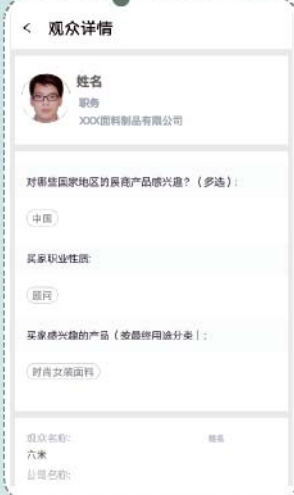 < 观众详情
姓名
职务
XXX面料制品有限公司
对哪些国家地区的展商产品感兴趣？（多选）:
中国
买家职业性质:
顾问
买家感兴趣的产品（按最终用途分类）:
时尚女装面料
观众名称: 姓名
六米
公司名称: